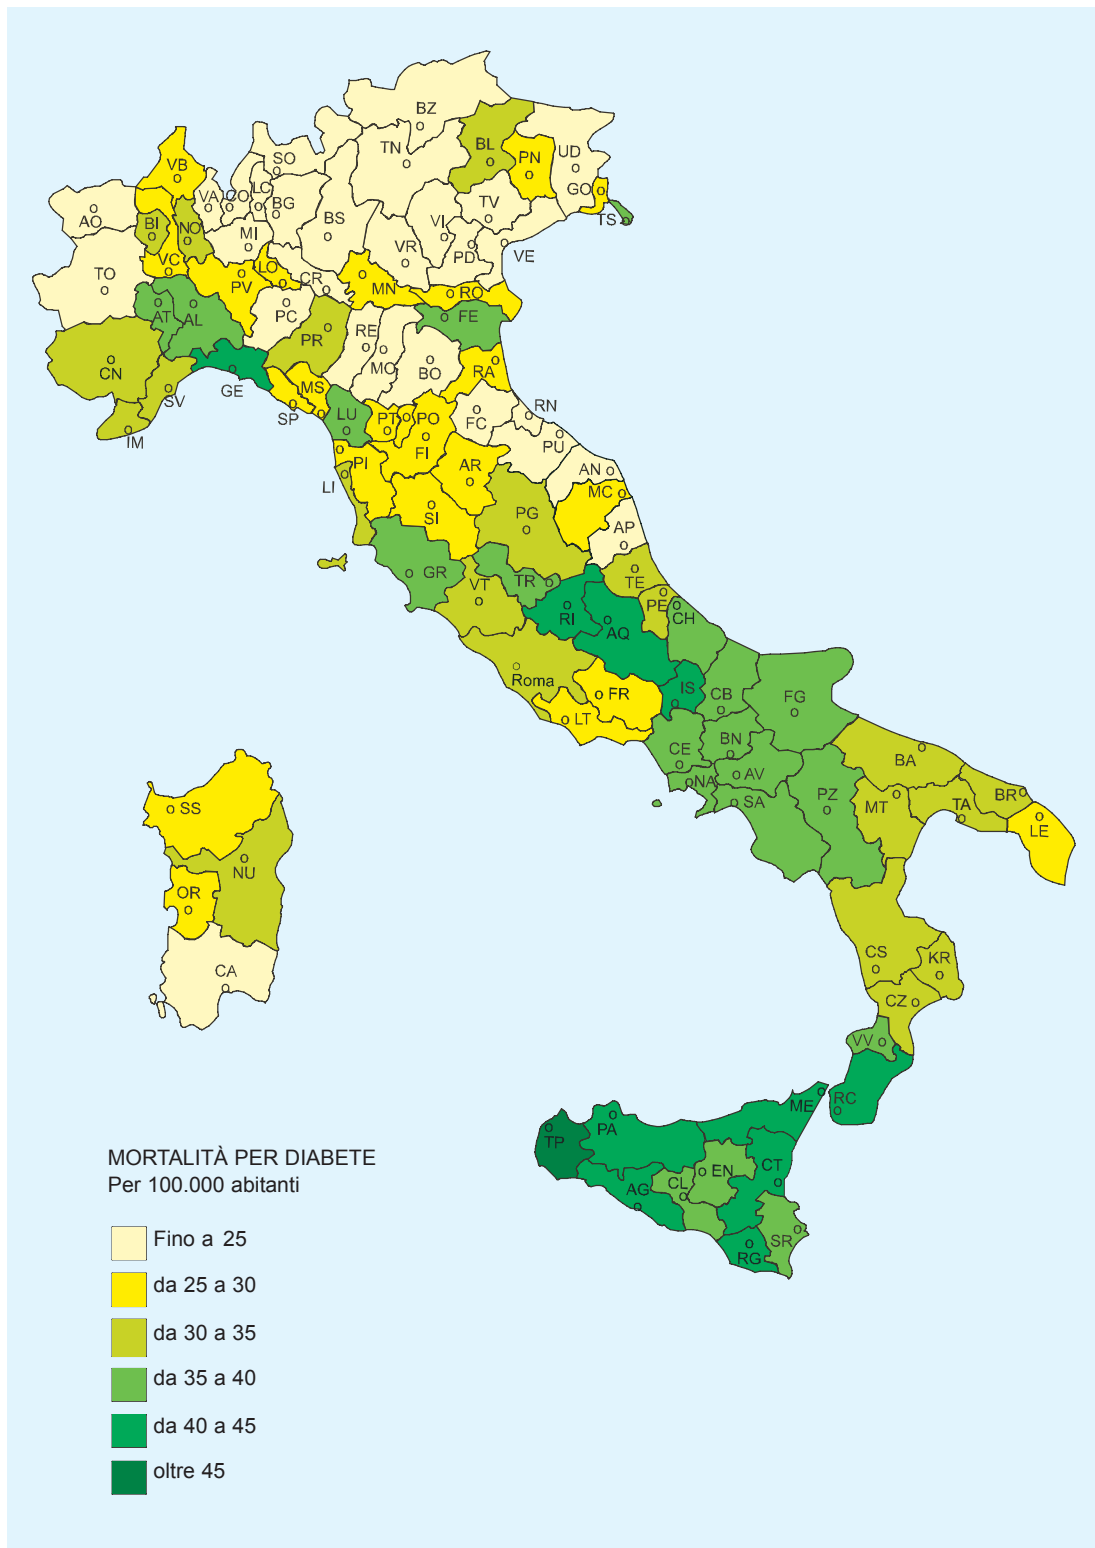 BZ
TN
BL
PN
UD
GO
TS
SO
VB
VA
CO
LC
BG
BS
TV
VI
AO
BI
NO
MI
VR
PD
VE
TO
VC
PV
LO
CR
MN
RO
PC
AT
AL
PR
RE
MO
BO
FE
RA
CN
SV
GE
SP
MS
IM
LU
PT
PO
FC
RN
PU
PI
FI
AR
AN
LI
SI
PG
MC
AP
GR
VT
TR
TE
PE
RI
AQ
CH
Roma
FR
LT
IS
CB
FG
CE
BN
NA
AV
SA
PZ
BA
MT
TA
BR
LE
SS
NU
OR
CA
CS
KR
CZ
VV
RC
ME
PA
TP
AG
CL
EN
CT
SR
RG
MORTALITÀ PER DIABETE
Per 100.000 abitanti
Fino a 25
da 25 a 30
da 30 a 35
da 35 a 40
da 40 a 45
oltre 45